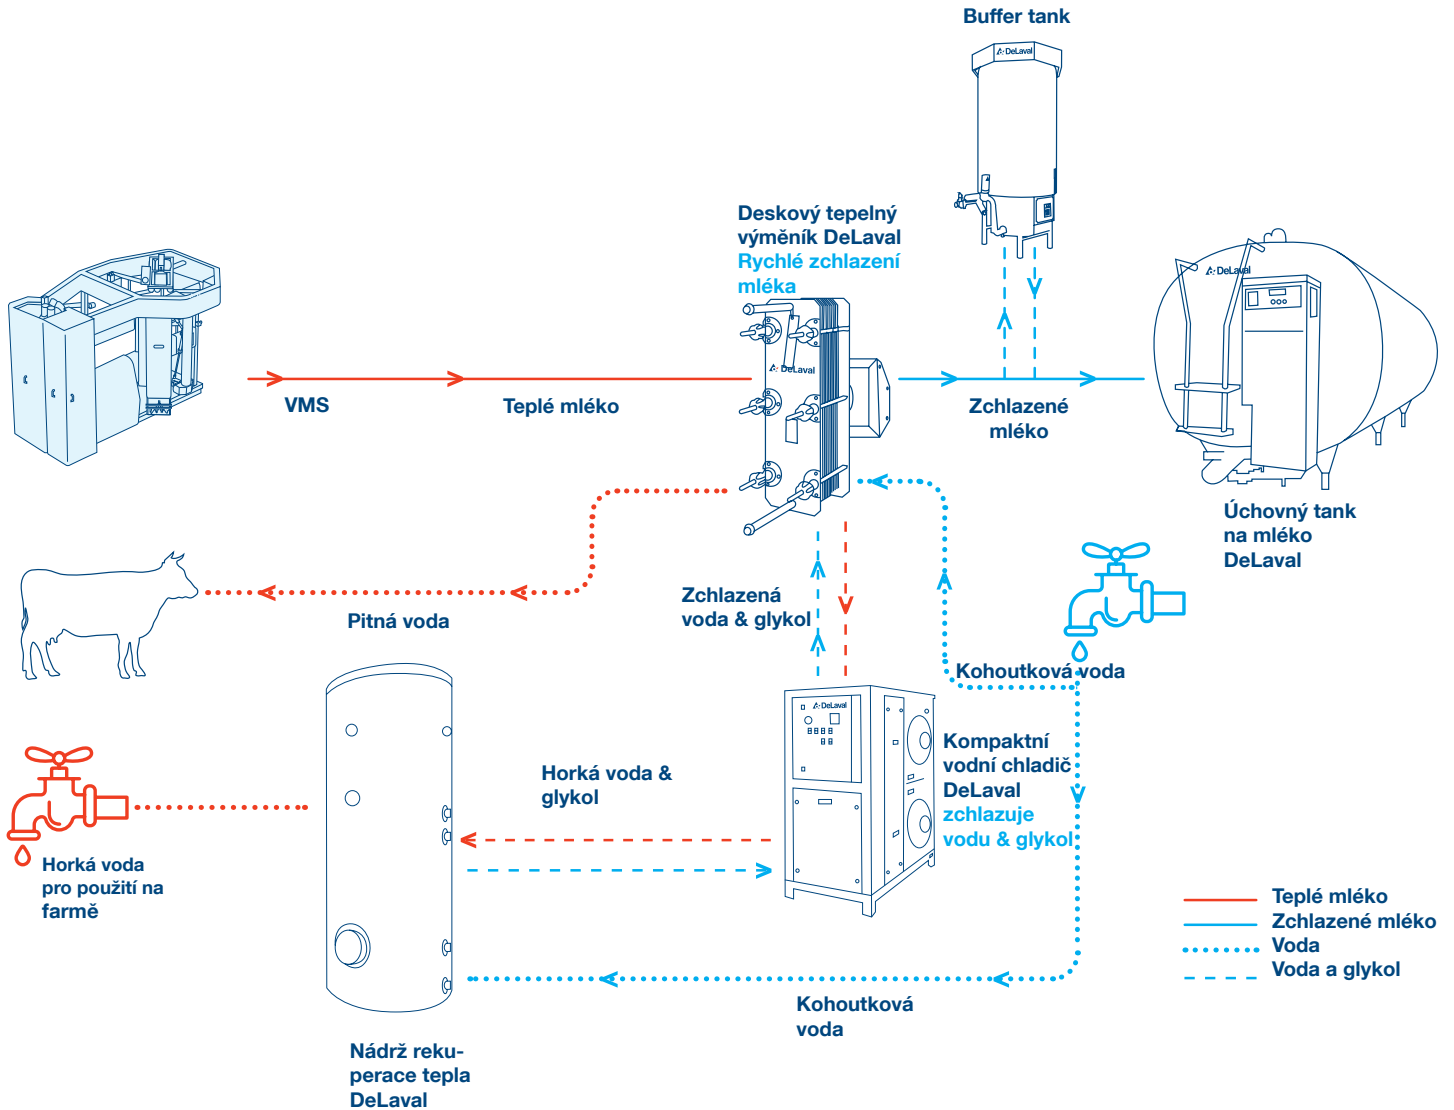 Buffer tank
DeLaval
Deskový tepelný
výměník DeLaval
Rychlé zchlazení
mléka
DeLaval
DeLaval
VMS
Teplé mléko
Zchlazené
mléko
Úchovný tank
na mléko
DeLaval
Pitná voda
Zchlazená
voda & glykol
Kohoutková voda
DeLaval
Kompaktní
vodní chladič
DeLaval
zchlazuje
vodu & glykol
Horká voda &
glykol
Horká voda
pro použití na
farmě
Teplé mléko
Zchlazené mléko
Voda
Voda a glykol
Kohoutková
voda
Nádrž reku-
perace tepla
DeLaval